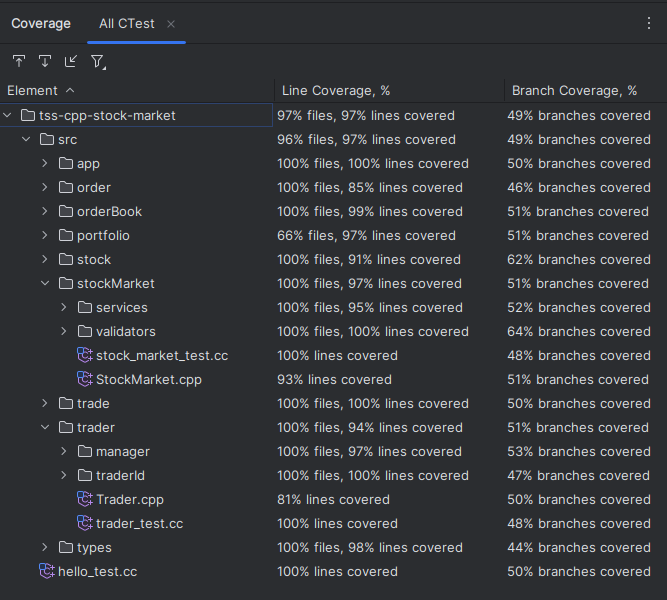 Coverage All CTest
Element Line Coverage, % Branch Coverage, %
tss-cpp-stock-market 97% files, 97% lines covered 49% branches covered
src 96% files, 97% lines covered 49% branches covered
app 100% files, 100% lines covered 50% branches covered
order 100% files, 85% lines covered 46% branches covered
orderBook 100% files, 99% lines covered 51% branches covered
portfolio 66% files, 97% lines covered 51% branches covered
stock 100% files, 91% lines covered 62% branches covered
stockMarket 100% files, 97% lines covered 51% branches covered
services 100% files, 95% lines covered 52% branches covered
validators 100% files, 100% lines covered 64% branches covered
stock_market_test.cc 100% lines covered 48% branches covered
StockMarket.cpp 93% lines covered 51% branches covered
trade 100% files, 100% lines covered 50% branches covered
trader 100% files, 94% lines covered 51% branches covered
manager 100% files, 97% lines covered 53% branches covered
traderId 100% files, 100% lines covered 47% branches covered
Trader.cpp 81% lines covered 50% branches covered
trader_test.cc 100% lines covered 48% branches covered
types 100% files, 98% lines covered 44% branches covered
hello_test.cc 100% lines covered 50% branches covered